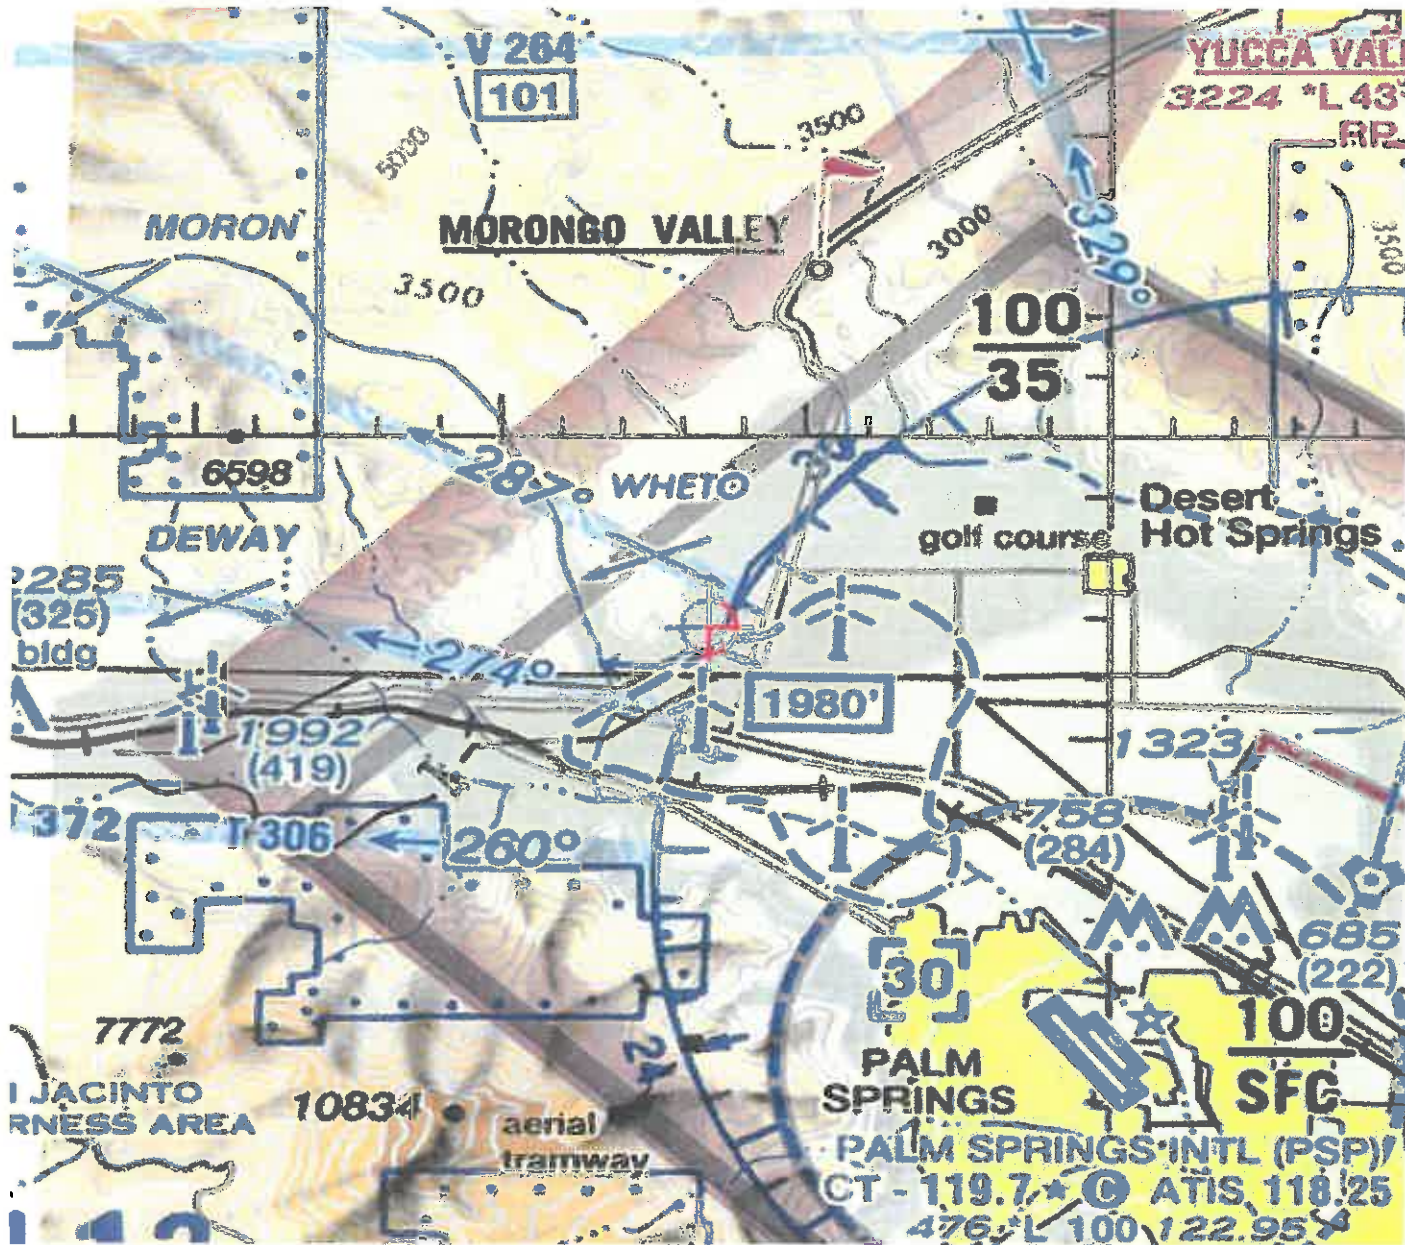 V 264
101
YUCCA VAL
3224 *L 43
RP
3500
5000
MORON
MORONGO VALLEY
3000
329°
3500
3500
100
35
6598
287°
WHETO
Desert
Hot Springs
golf course
DEWAY
2285
(325)
bldg
274°
1980'
1992
(419)
1323
372
T 306
260°
758
(284)
30
685
(222)
7772
100
SFC
24
PALM
SPRINGS
JACINTO
RNESS AREA
10834
aerial
tramway
PALM SPRINGS INTL (PSP)
CT - 119.7 ★ C ATIS 118.25
476 *L 100 122.95